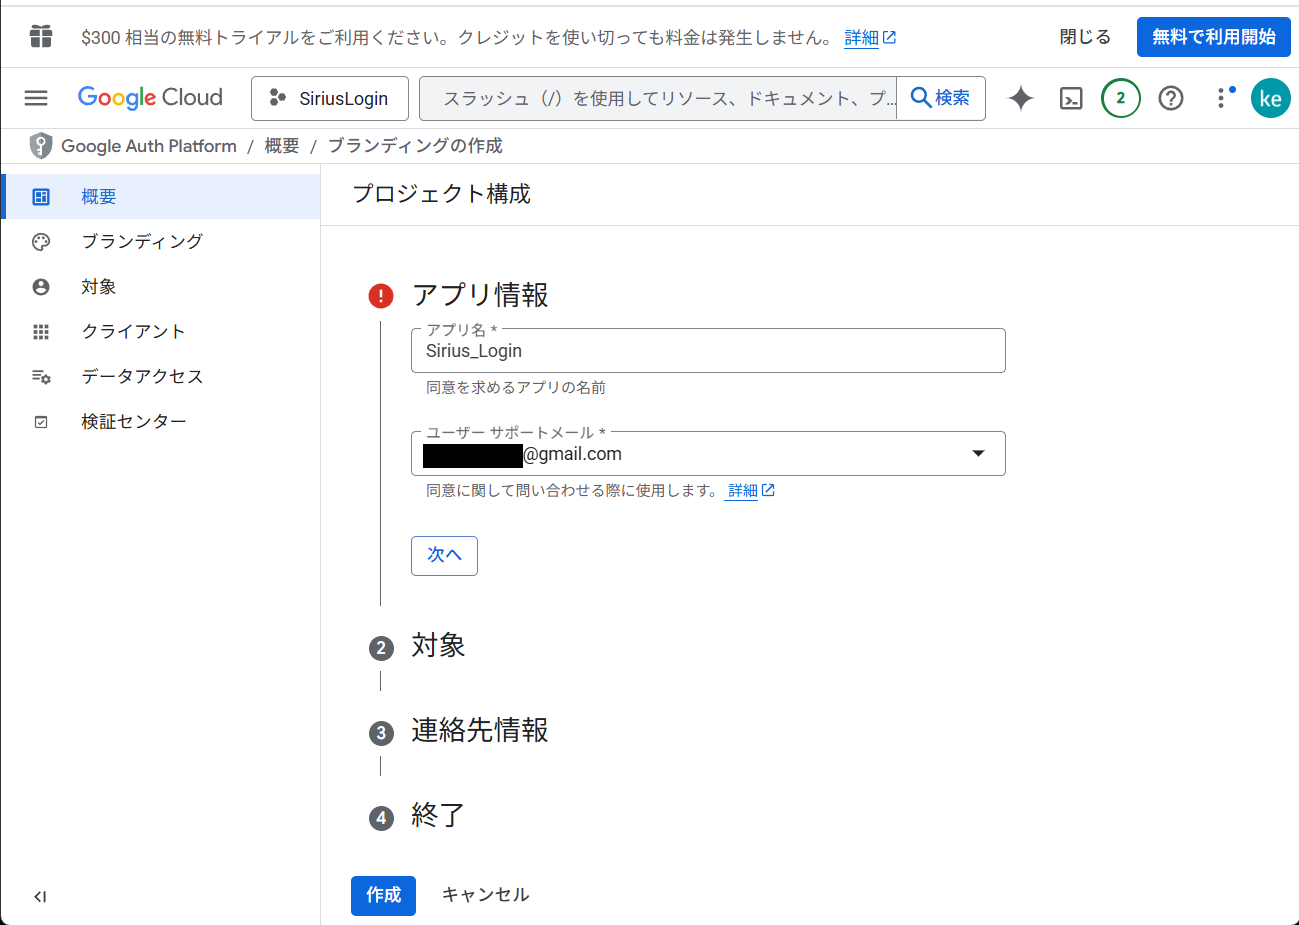 $300 相当の無料トライアルをご利用ください。クレジットを使い切っても料金は発生しません。 詳細
閉じる
無料で利用開始
Google Cloud
SiriusLogin
スラッシュ（/）を使用してリソース、ドキュメント、プ...
検索
2
ke
Google Auth Platform / 概要 / ブランディングの作成
概要
ブランディング
対象
クライアント
データアクセス
検証センター
プロジェクト構成
アプリ情報
アプリ名 *
Sirius_Login
同意を求めるアプリの名前
ユーザー サポートメール *
@gmail.com
同意に関して問い合わせる際に使用します。 詳細
次へ
2 対象
3 連絡先情報
4 終了
作成
キャンセル